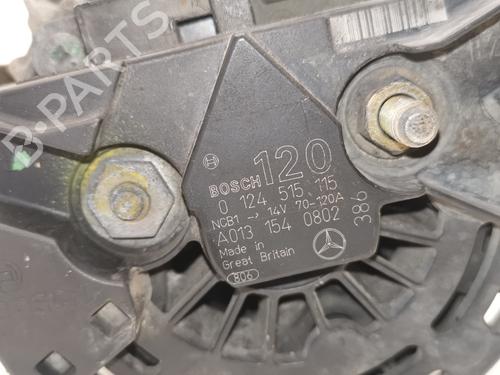 BOSCH 120
0 124 515 115
NCB1 → 14V 70-120A
A013 154 0802
Made in
Great Britain
806
386
B-PARTS